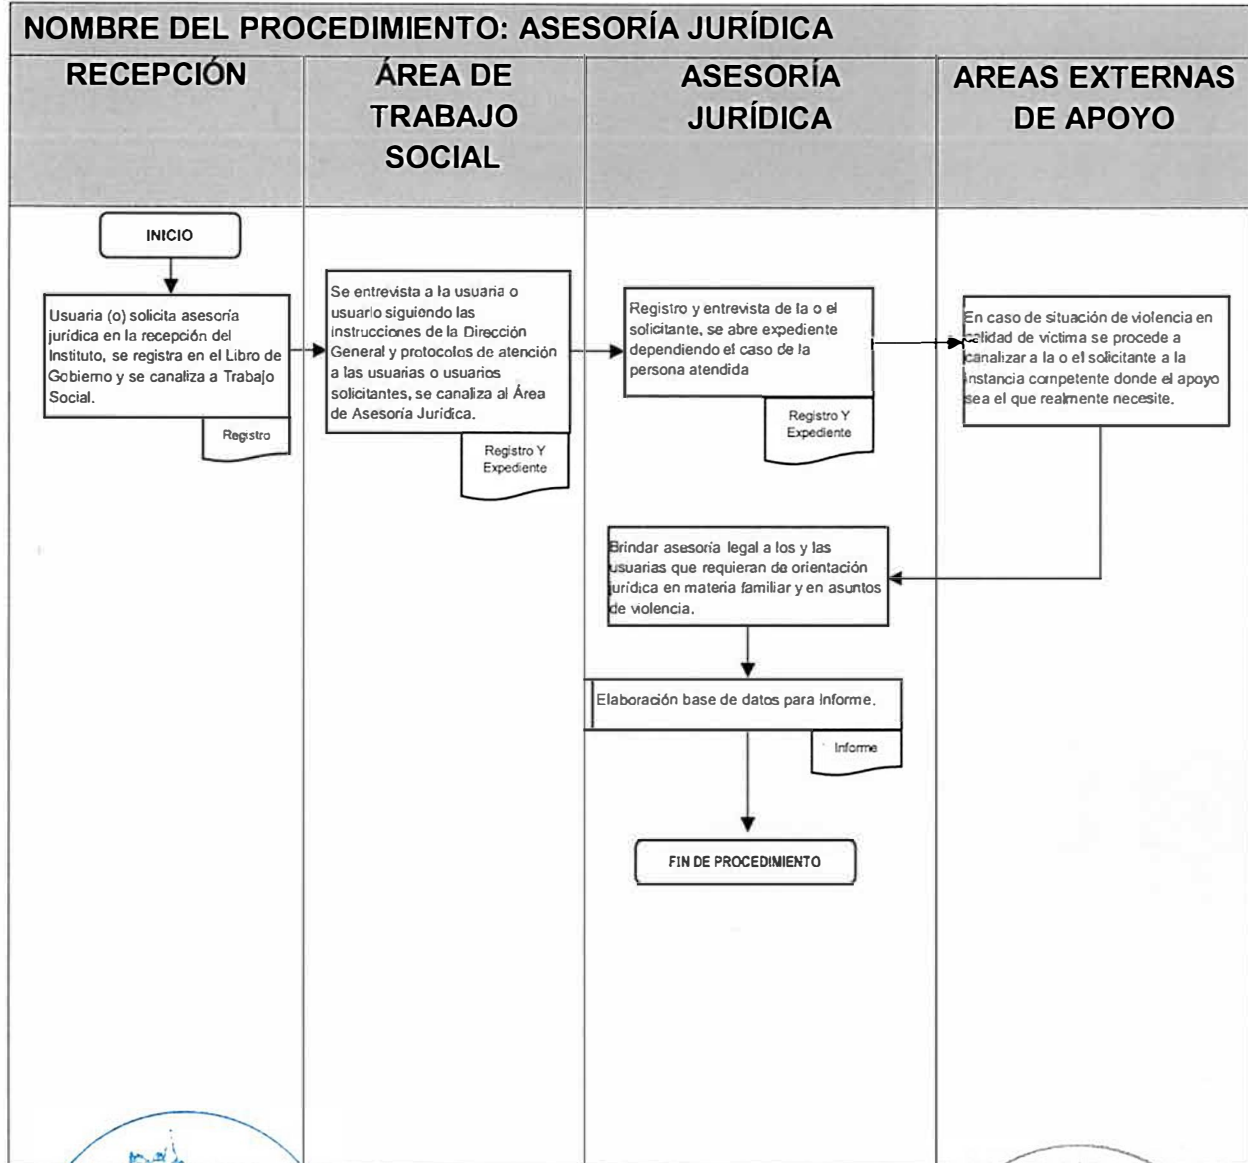 NOMBRE DEL PROCEDIMIENTO: ASESORÍA JURÍDICA
RECEPCIÓN
ÁREA DE
TRABAJO
SOCIAL
ASESORÍA
JURÍDICA
AREAS EXTERNAS
DE APOYO
INICIO
Usuaria (o) solicita asesoría
jurídica en la recepción del
Instituto, se registra en el Libro de
Gobierno y se canaliza a Trabajo
Social.
Registro
Se entrevista a la usuaria o
usuario siguiendo las
instrucciones de la Dirección
General y protocolos de atención
a las usuarias o usuarios
solicitantes, se canaliza al Área
de Asesoría Jurídica.
Registro Y
Expediente
Registro y entrevista de la o el
solicitante, se abre expediente
dependiendo el caso de la
persona atendida
Registro Y
Expediente
En caso de situación de violencia en
calidad de victima se procede a
canalizar a la o el solicitante a la
instancia competente donde el apoyo
sea el que realmente necesite.
Brindar asesoría legal a los y las
usuarias que requieran de orientación
jurídica en materia familiar y en asuntos
de violencia.
Elaboración base de datos para Informe.
Informe
FIN DE PROCEDIMIENTO